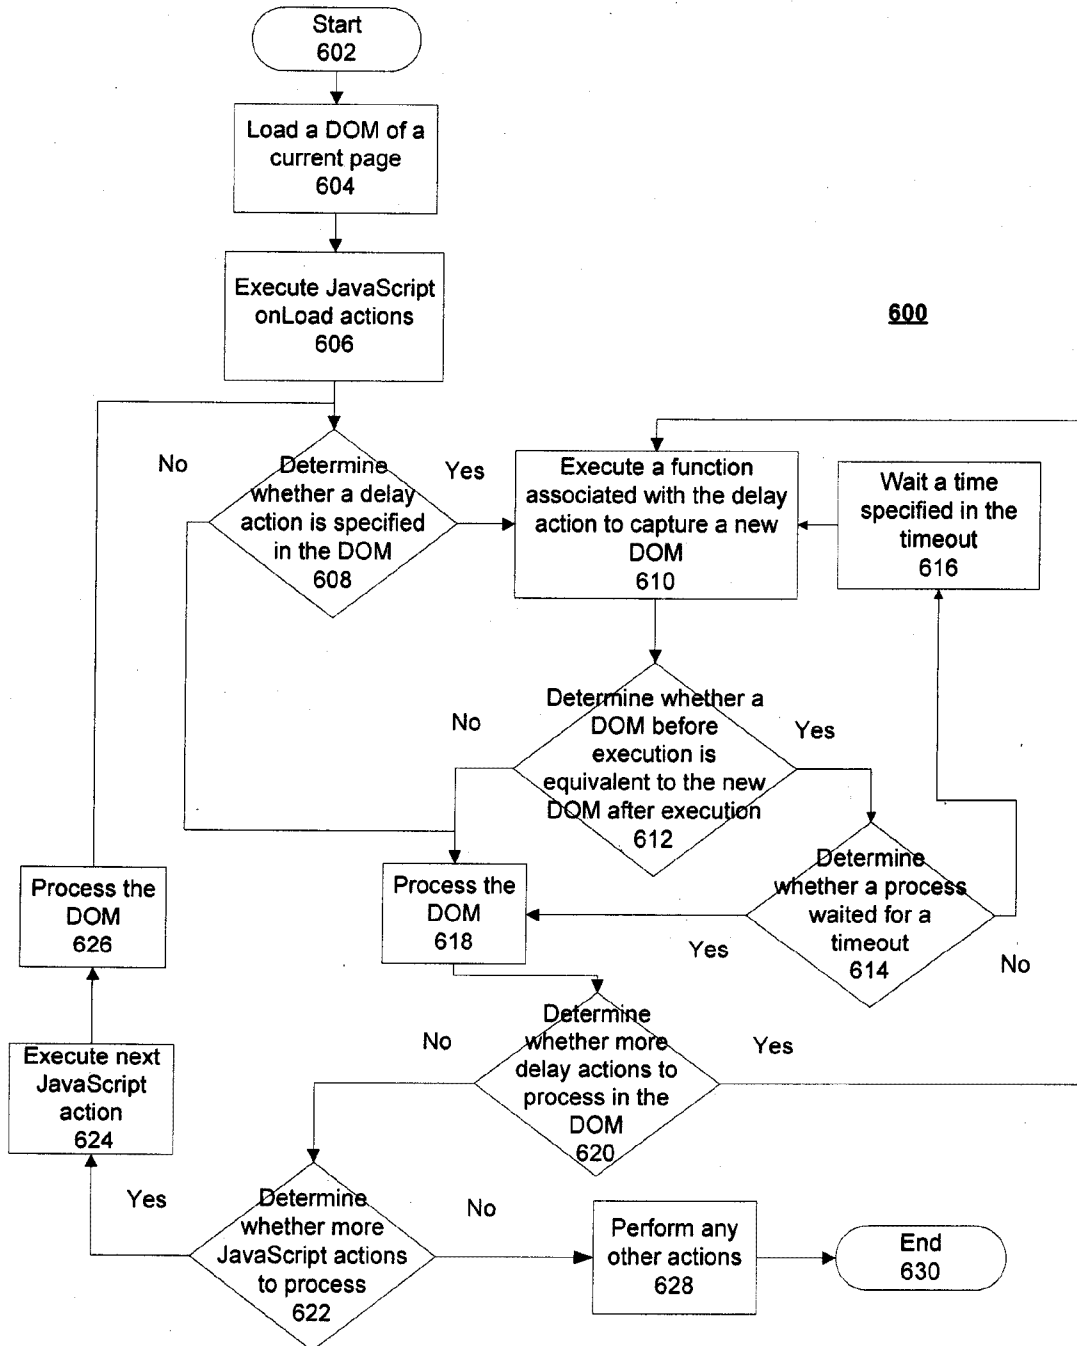 Start
602
Load a DOM of a
current page
604
Execute JavaScript
onLoad actions
606
600
No
Determine
whether a delay
action is specified
in the DOM
608
Yes
Execute a function
associated with the delay
action to capture a new
DOM
610
Wait a time
specified in the
timeout
616
No
Determine whether a
DOM before
execution is
equivalent to the new
DOM after execution
612
Yes
Process the
DOM
626
Process the
DOM
618
Yes
Determine
whether a process
waited for a
timeout
614
No
Execute next
JavaScript
action
624
No
Determine
whether more
delay actions to
process in the
DOM
620
Yes
Yes
Determine
whether more
JavaScript actions
to process
622
No
Perform any
other actions
628
End
630